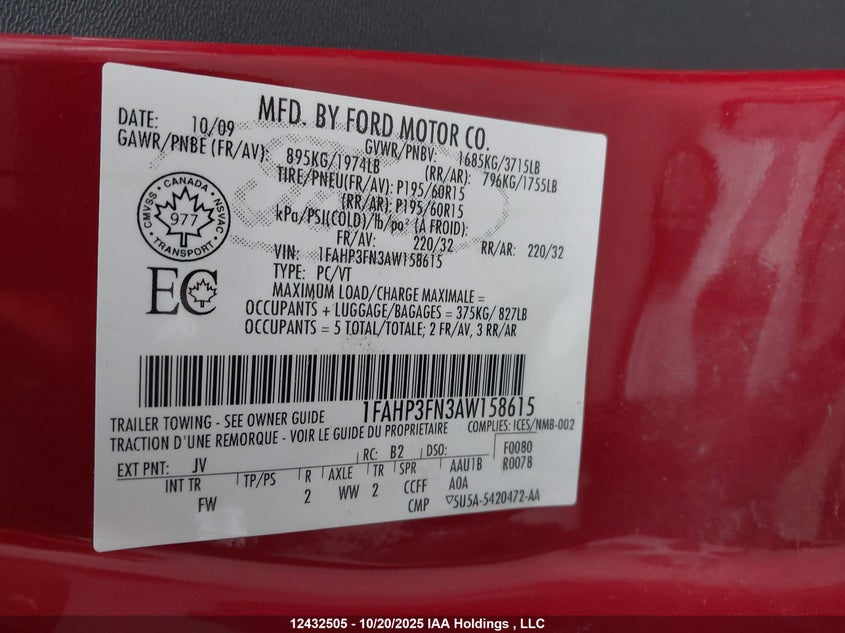 MFD. BY FORD MOTOR CO.
DATE: 10/09 GVWR/PNBV: 1685KG/3715LB
GAWR/PNBE (FR/AV): 895KG/1974LB (RR/AR): 796KG/1755LB
TIRE/PNEU(FR/AV): P195/60R15
(RR/AR): P195/60R15
kPa/PSI(COLD)/lb/po² (À FROID):
FR/AV: 220/32 RR/AR: 220/32
VIN: 1FAHP3FN3AW158615
TYPE: PC/VT
MAXIMUM LOAD/CHARGE MAXIMALE =
OCCUPANTS + LUGGAGE/BAGAGES = 375KG/ 827LB
OCCUPANTS = 5 TOTAL/TOTALE; 2 FR/AV, 3 RR/AR
CANADA
CMVSS 977 NSVAC
TRANSPORT
EC
1FAHP3FN3AW158615
TRAILER TOWING - SEE OWNER GUIDE COMPLIES: ICES/NMB-002
TRACTION D'UNE REMORQUE - VOIR LE GUIDE DU PROPRIETAIRE
EXT PNT: JV RC: B2 DSO: F0080
INT TR TP/PS R AXLE TR SPR AAU1B R0078
FW 2 WW 2 CCFF A0A
CMP ▽5U5A-5420472-AA
12432505 - 10/20/2025 IAA Holdings , LLC